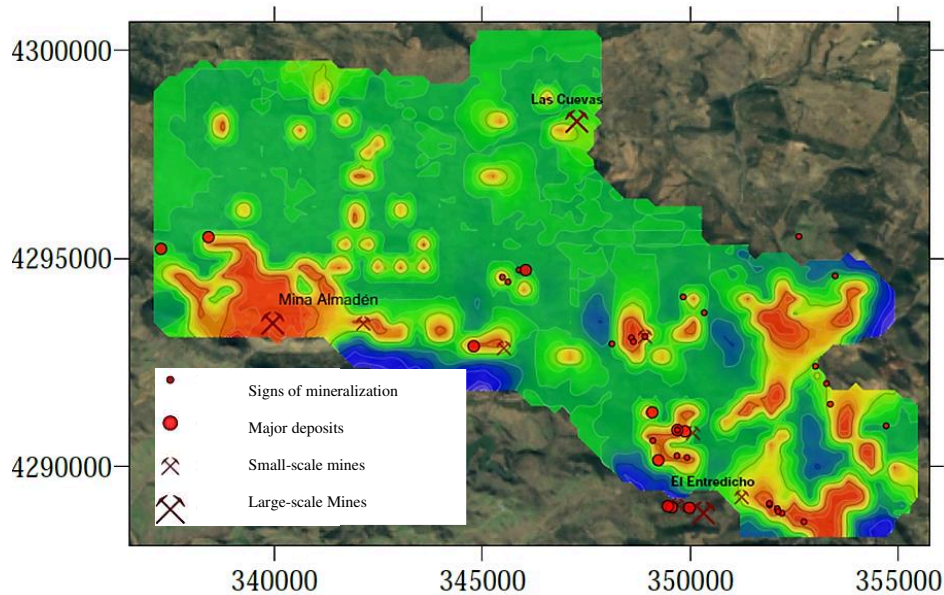 4300000
Las Cuevas
4295000
Mina Almadén
Signs of mineralization
Major deposits
Small-scale mines
Large-scale Mines
4290000
El Entredicho
340000 345000 350000 355000